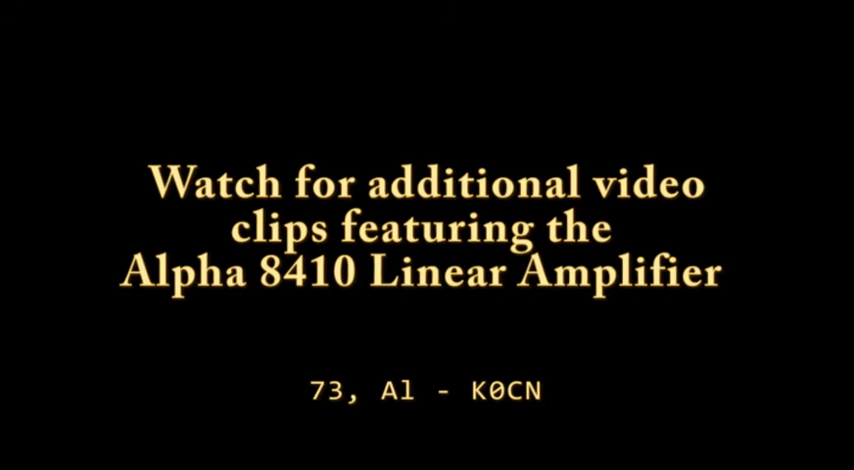 Watch for additional video
clips featuring the
Alpha 8410 Linear Amplifier
73, Al - K0CN